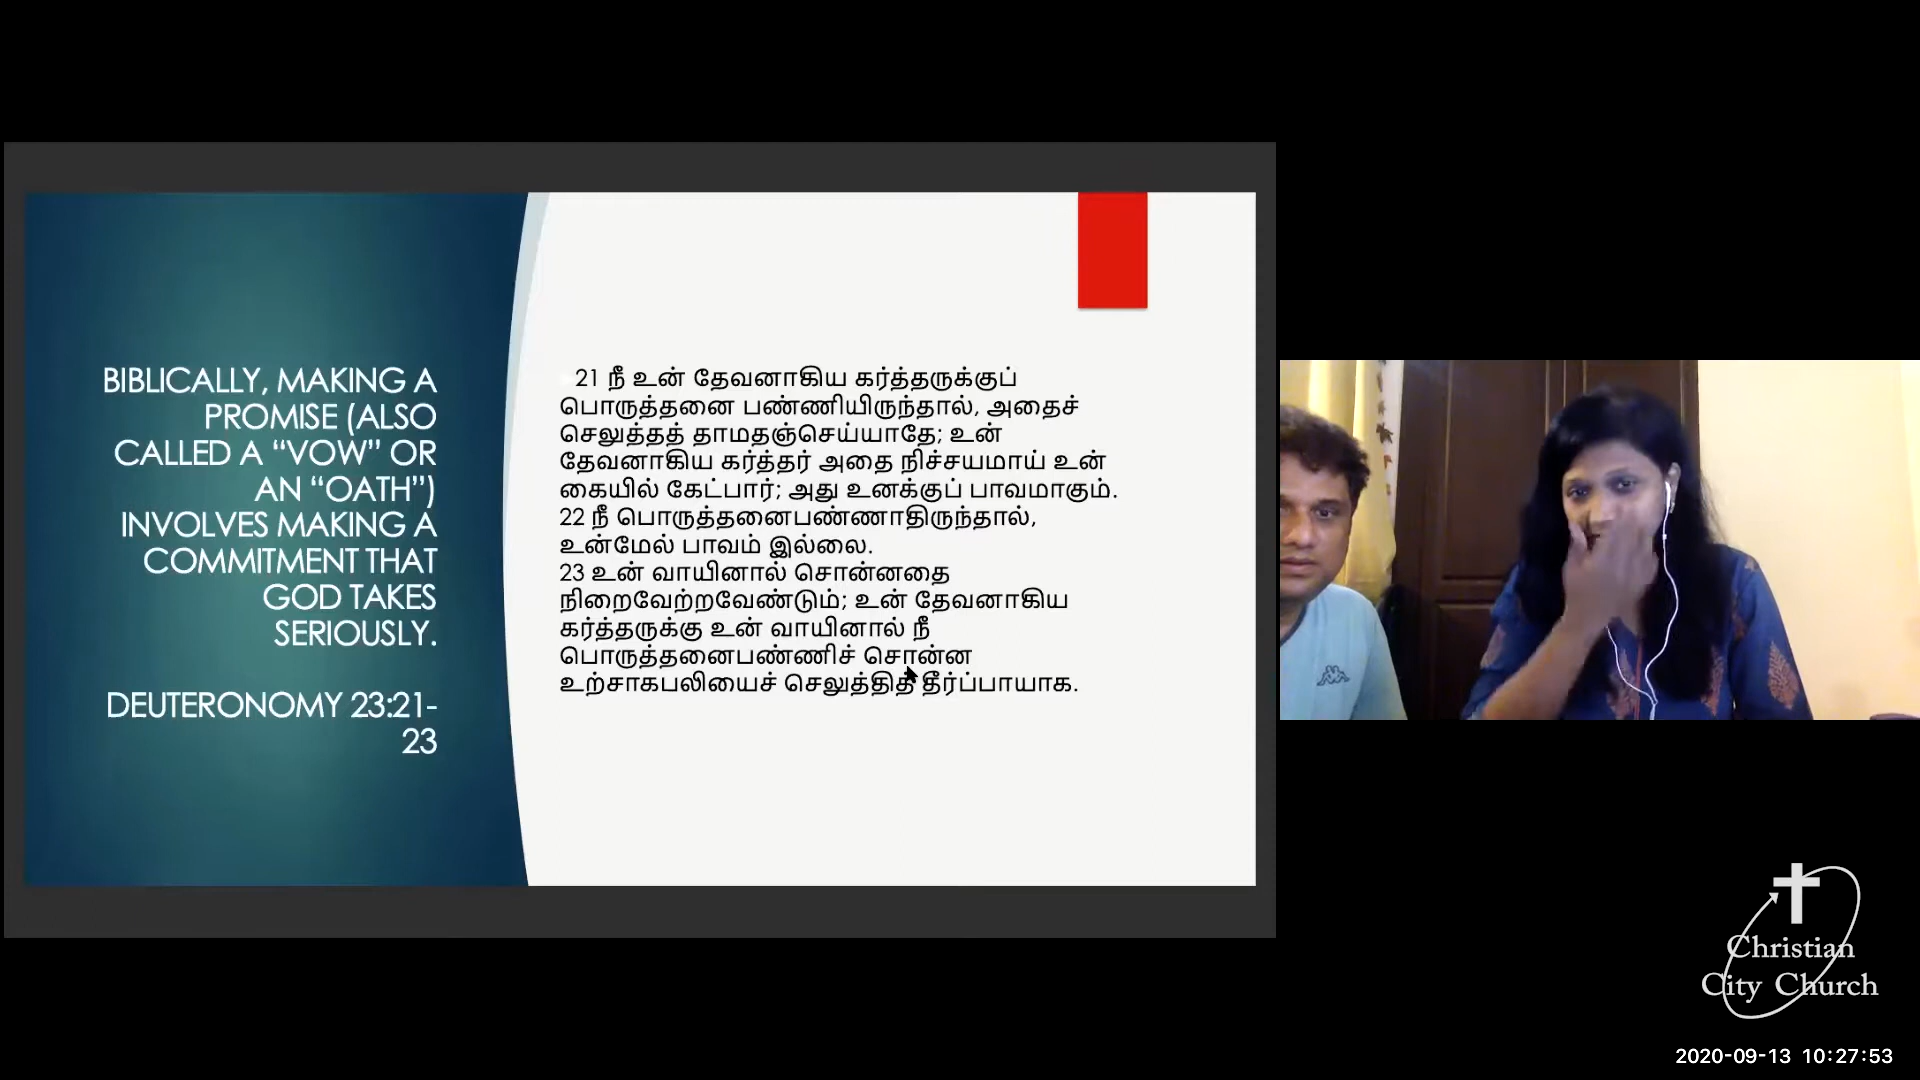 BIBLICALLY, MAKING A
PROMISE (ALSO
CALLED A “VOW” OR
AN “OATH”)
INVOLVES MAKING A
COMMITMENT THAT
GOD TAKES
SERIOUSLY.
DEUTERONOMY 23:21-
23
21 நீ உன் தேவனாகிய கர்த்தருக்குப்
பொருத்தனை பண்ணியிருந்தால், அதைச்
செலுத்தத் தாமதஞ்செய்யாதே; உன்
தேவனாகிய கர்த்தர் அதை நிச்சயமாய் உன்
கையில் கேட்பார்; அது உனக்குப் பாவமாகும்.
22 நீ பொருத்தனைபண்ணாதிருந்தால்,
உன்மேல் பாவம் இல்லை.
23 உன் வாயினால் சொன்னதை
நிறைவேற்றவேண்டும்; உன் தேவனாகிய
கர்த்தருக்கு உன் வாயினால் நீ
பொருத்தனைபண்ணிச் சொன்ன
உற்சாகபலியைச் செலுத்தித் தீர்ப்பாயாக.
Christian
City Church
2020-09-13 10:27:53